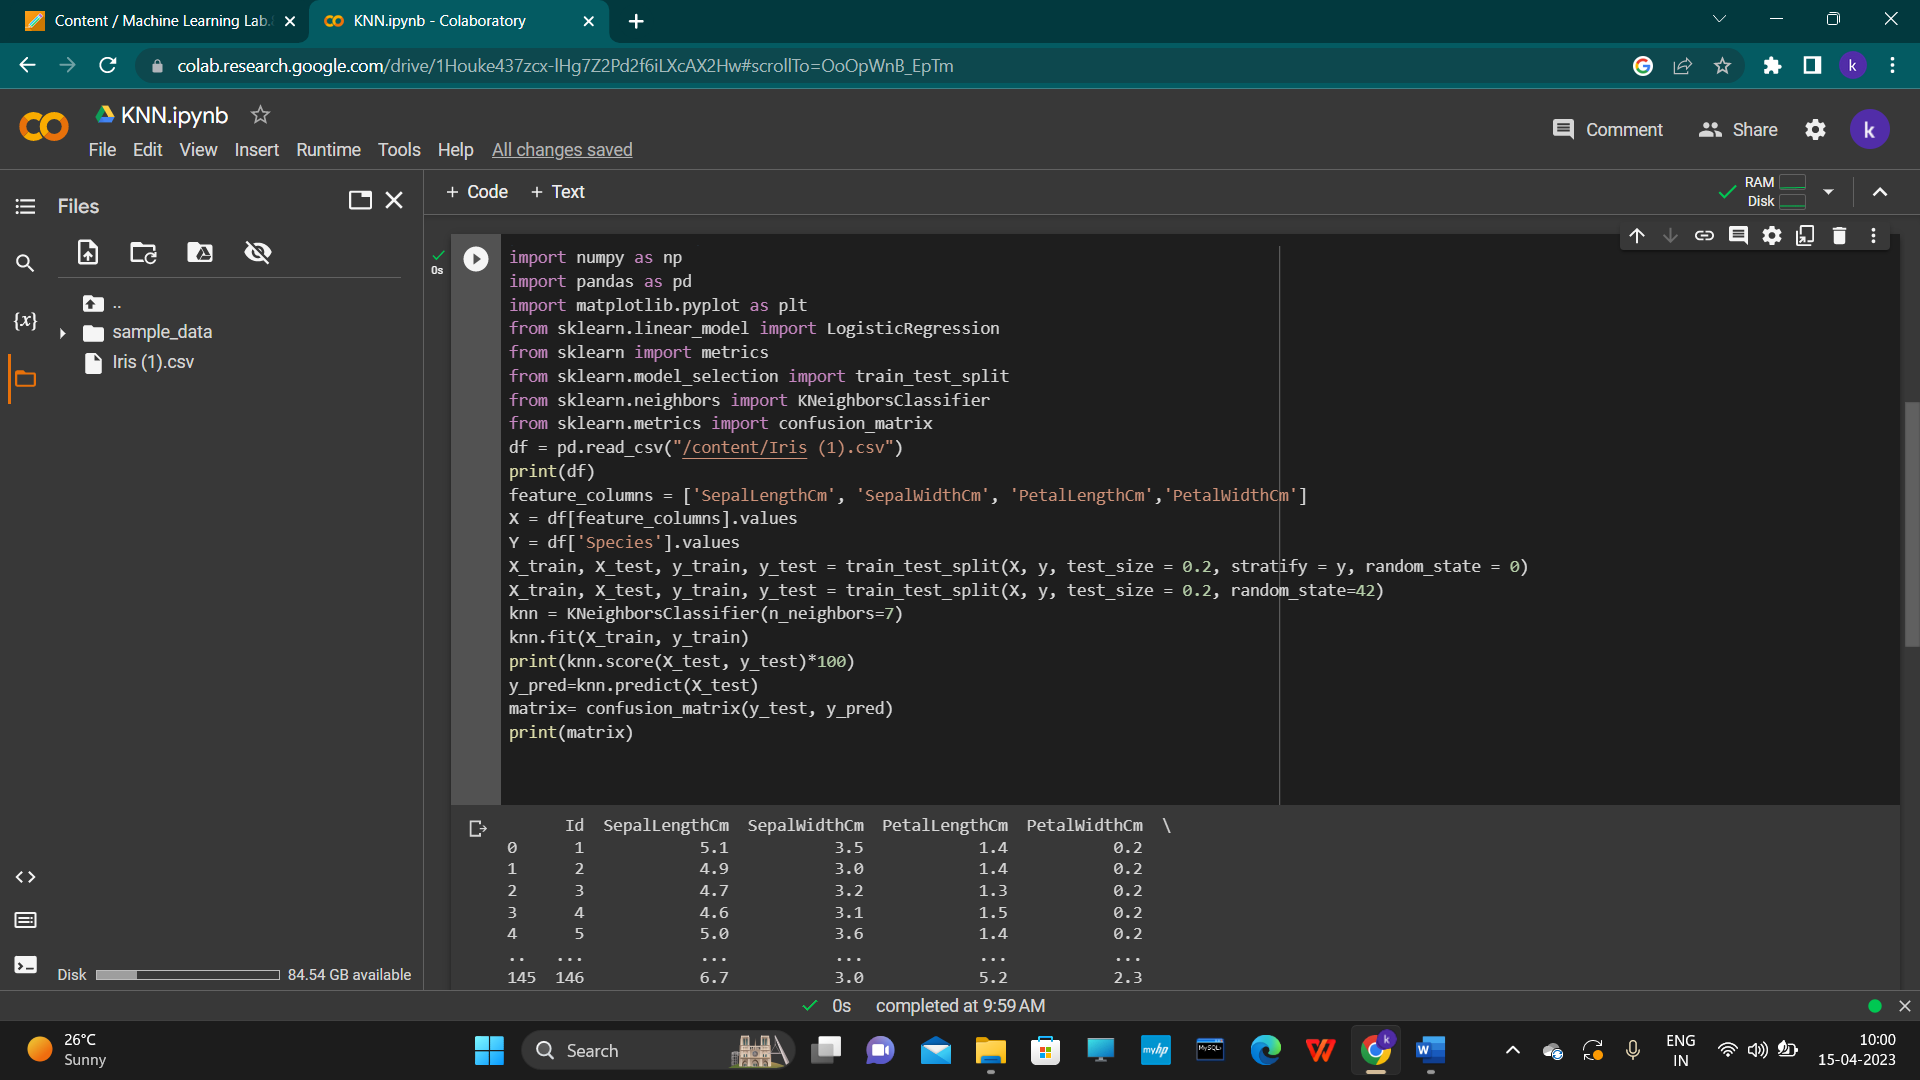 Content / Machine Learning Lab.
KNN.ipynb - Colaboratory
colab.research.google.com/drive/1Houke437zcx-lHg7Z2Pd2f6iLXcAX2Hw#scrollTo=OoOpWnB_EpTm
k
KNN.ipynb
Comment
Share
k
File Edit View Insert Runtime Tools Help All changes saved
Files
+ Code + Text
RAM
Disk
{x}
..
sample_data
Iris (1).csv
0s
import numpy as np
import pandas as pd
import matplotlib.pyplot as plt
from sklearn.linear_model import LogisticRegression
from sklearn import metrics
from sklearn.model_selection import train_test_split
from sklearn.neighbors import KNeighborsClassifier
from sklearn.metrics import confusion_matrix
df = pd.read_csv("/content/Iris (1).csv")
print(df)
feature_columns = ['SepalLengthCm', 'SepalWidthCm', 'PetalLengthCm','PetalWidthCm']
X = df[feature_columns].values
Y = df['Species'].values
X_train, X_test, y_train, y_test = train_test_split(X, y, test_size = 0.2, stratify = y, random_state = 0)
X_train, X_test, y_train, y_test = train_test_split(X, y, test_size = 0.2, random_state=42)
knn = KNeighborsClassifier(n_neighbors=7)
knn.fit(X_train, y_train)
print(knn.score(X_test, y_test)*100)
y_pred=knn.predict(X_test)
matrix= confusion_matrix(y_test, y_pred)
print(matrix)
Id SepalLengthCm SepalWidthCm PetalLengthCm PetalWidthCm \
0 1 5.1 3.5 1.4 0.2
1 2 4.9 3.0 1.4 0.2
2 3 4.7 3.2 1.3 0.2
3 4 4.6 3.1 1.5 0.2
4 5 5.0 3.6 1.4 0.2
.. ... ... ... ... ...
145 146 6.7 3.0 5.2 2.3
Disk 84.54 GB available
0s completed at 9:59 AM
26°C
Sunny
Search
myhp
MySQL
k
W
ENG
IN
10:00
15-04-2023